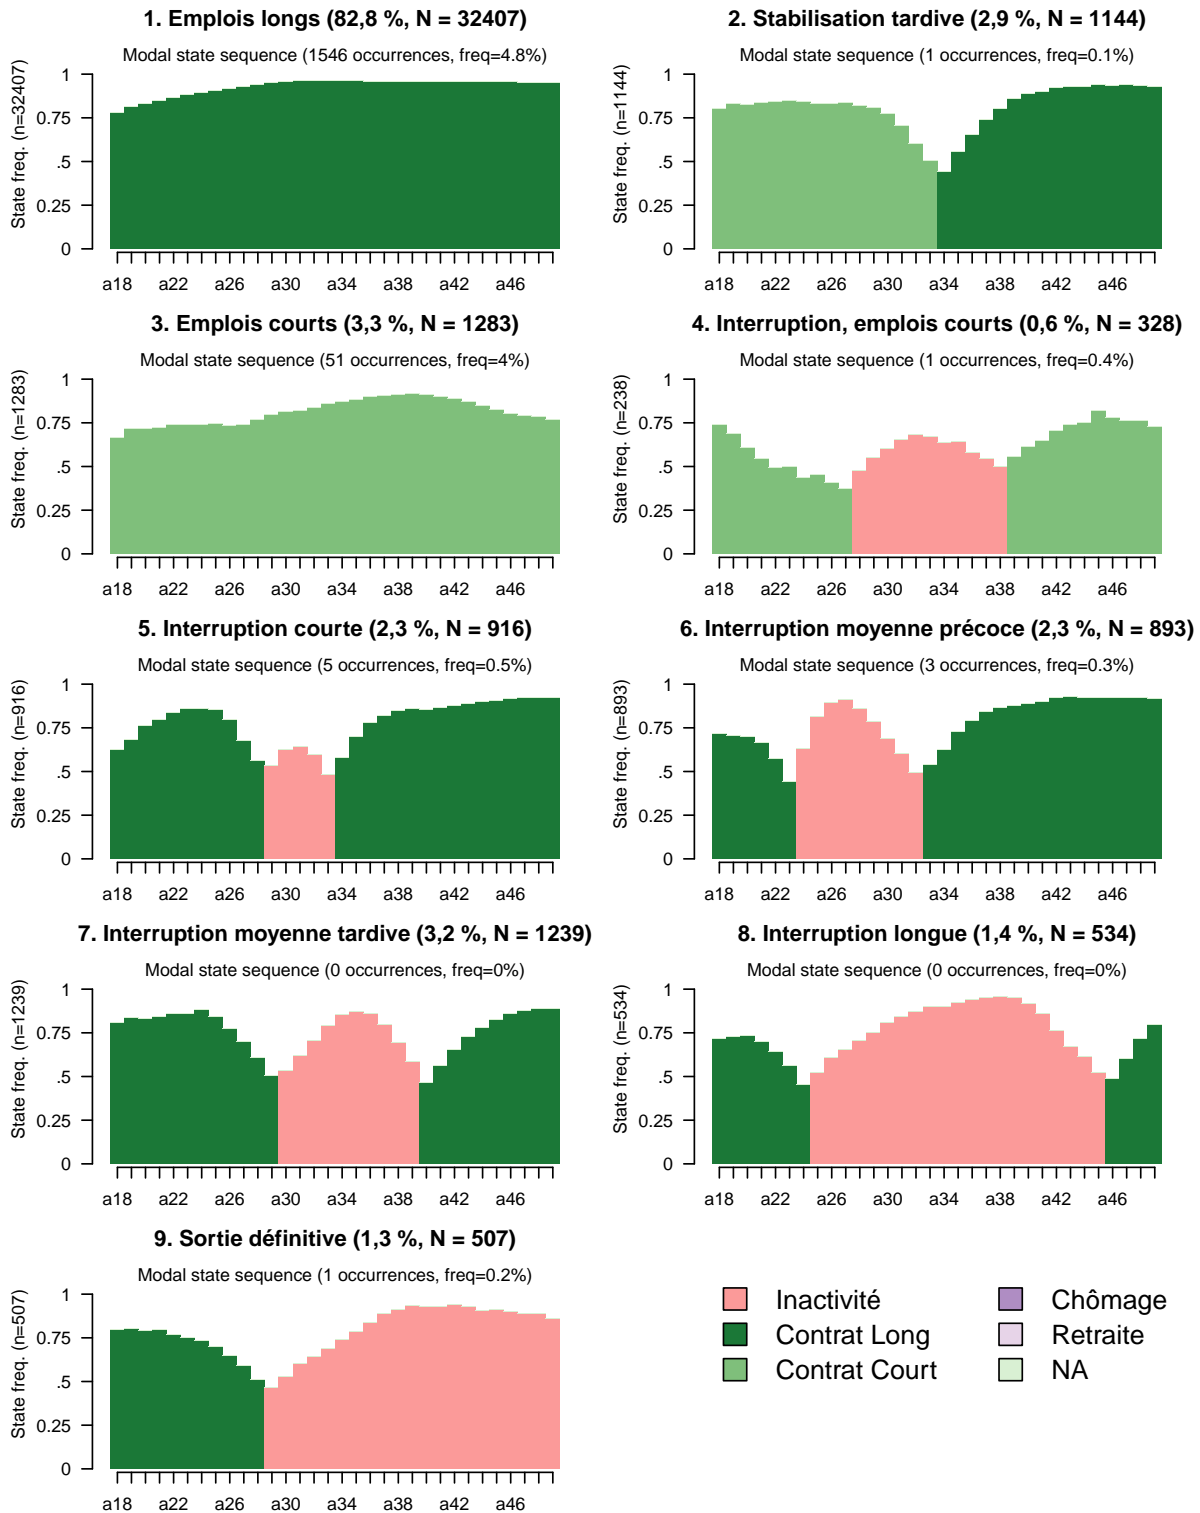 1. Emplois longs (82,8 %, N = 32407)
Modal state sequence (1546 occurrences, freq=4.8%)
State freq. (n=32407)
1
0.75
.5
0.25
0
a18 a22 a26 a30 a34 a38 a42 a46
2. Stabilisation tardive (2,9 %, N = 1144)
Modal state sequence (1 occurrences, freq=0.1%)
State freq. (n=1144)
1
0.75
.5
0.25
0
a18 a22 a26 a30 a34 a38 a42 a46
3. Emplois courts (3,3 %, N = 1283)
Modal state sequence (51 occurrences, freq=4%)
State freq. (n=1283)
1
0.75
.5
0.25
0
a18 a22 a26 a30 a34 a38 a42 a46
4. Interruption, emplois courts (0,6 %, N = 328)
Modal state sequence (1 occurrences, freq=0.4%)
State freq. (n=238)
1
0.75
.5
0.25
0
a18 a22 a26 a30 a34 a38 a42 a46
5. Interruption courte (2,3 %, N = 916)
Modal state sequence (5 occurrences, freq=0.5%)
State freq. (n=916)
1
0.75
.5
0.25
0
a18 a22 a26 a30 a34 a38 a42 a46
6. Interruption moyenne précoce (2,3 %, N = 893)
Modal state sequence (3 occurrences, freq=0.3%)
State freq. (n=893)
1
0.75
.5
0.25
0
a18 a22 a26 a30 a34 a38 a42 a46
7. Interruption moyenne tardive (3,2 %, N = 1239)
Modal state sequence (0 occurrences, freq=0%)
State freq. (n=1239)
1
0.75
.5
0.25
0
a18 a22 a26 a30 a34 a38 a42 a46
8. Interruption longue (1,4 %, N = 534)
Modal state sequence (0 occurrences, freq=0%)
State freq. (n=534)
1
0.75
.5
0.25
0
a18 a22 a26 a30 a34 a38 a42 a46
9. Sortie définitive (1,3 %, N = 507)
Modal state sequence (1 occurrences, freq=0.2%)
State freq. (n=507)
1
0.75
.5
0.25
0
a18 a22 a26 a30 a34 a38 a42 a46
Inactivité
Contrat Long
Contrat Court
Chômage
Retraite
NA